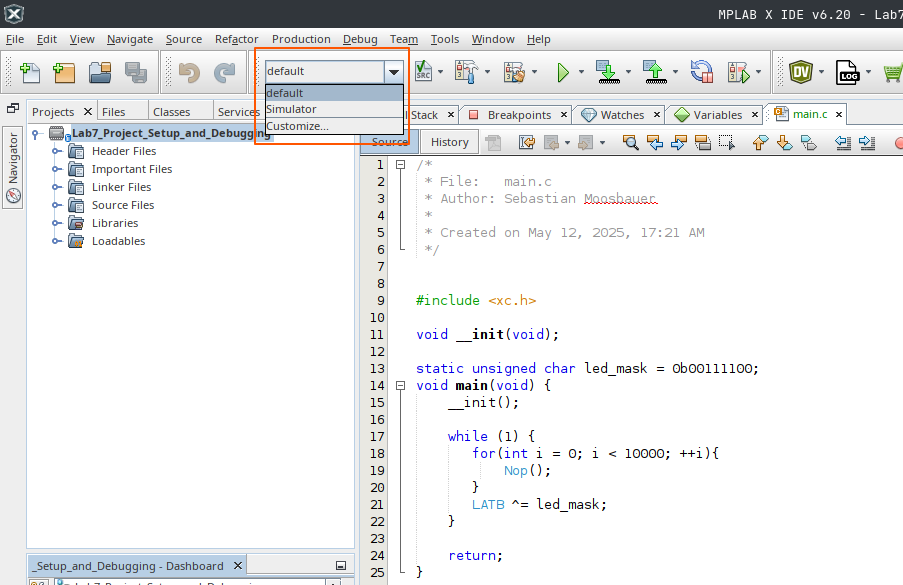 MPLAB X IDE v6.20 - Lab7
File Edit View Navigate Source Refactor Production Debug Team Tools Window Help
default
SRC
DV
LOG
default
Simulator
Customize...
Projects Files Classes Services
Stack Breakpoints Watches Variables main.c
Navigator
Lab7_Project_Setup_and_Debugging
Header Files
Important Files
Linker Files
Source Files
Libraries
Loadables
Source History
1 /*
2 * File: main.c
3 * Author: Sebastian Moosbauer
4 *
5 * Created on May 12, 2025, 17:21 AM
6 */
7
8
9 #include <xc.h>
10
11 void __init(void);
12
13 static unsigned char led_mask = 0b00111100;
14 void main(void) {
15 __init();
16
17 while (1) {
18 for(int i = 0; i < 10000; ++i){
19 Nop();
20 }
21 LATB ^= led_mask;
22 }
23
24 return;
25 }
_Setup_and_Debugging - Dashboard